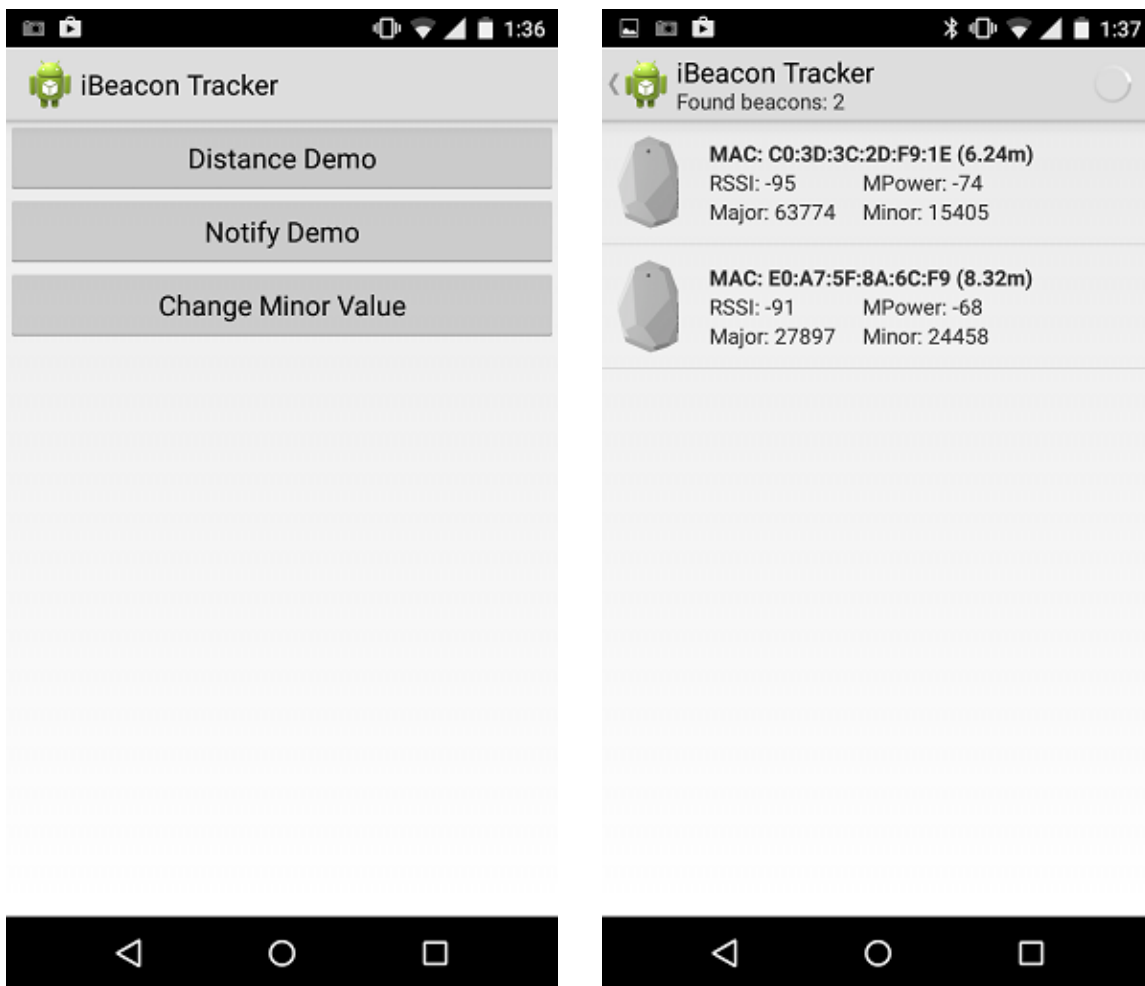 1:36
iBeacon Tracker
Distance Demo
Notify Demo
Change Minor Value
1:37
iBeacon Tracker
Found beacons: 2
MAC: C0:3D:3C:2D:F9:1E (6.24m)
RSSI: -95 MPower: -74
Major: 63774 Minor: 15405
MAC: E0:A7:5F:8A:6C:F9 (8.32m)
RSSI: -91 MPower: -68
Major: 27897 Minor: 24458